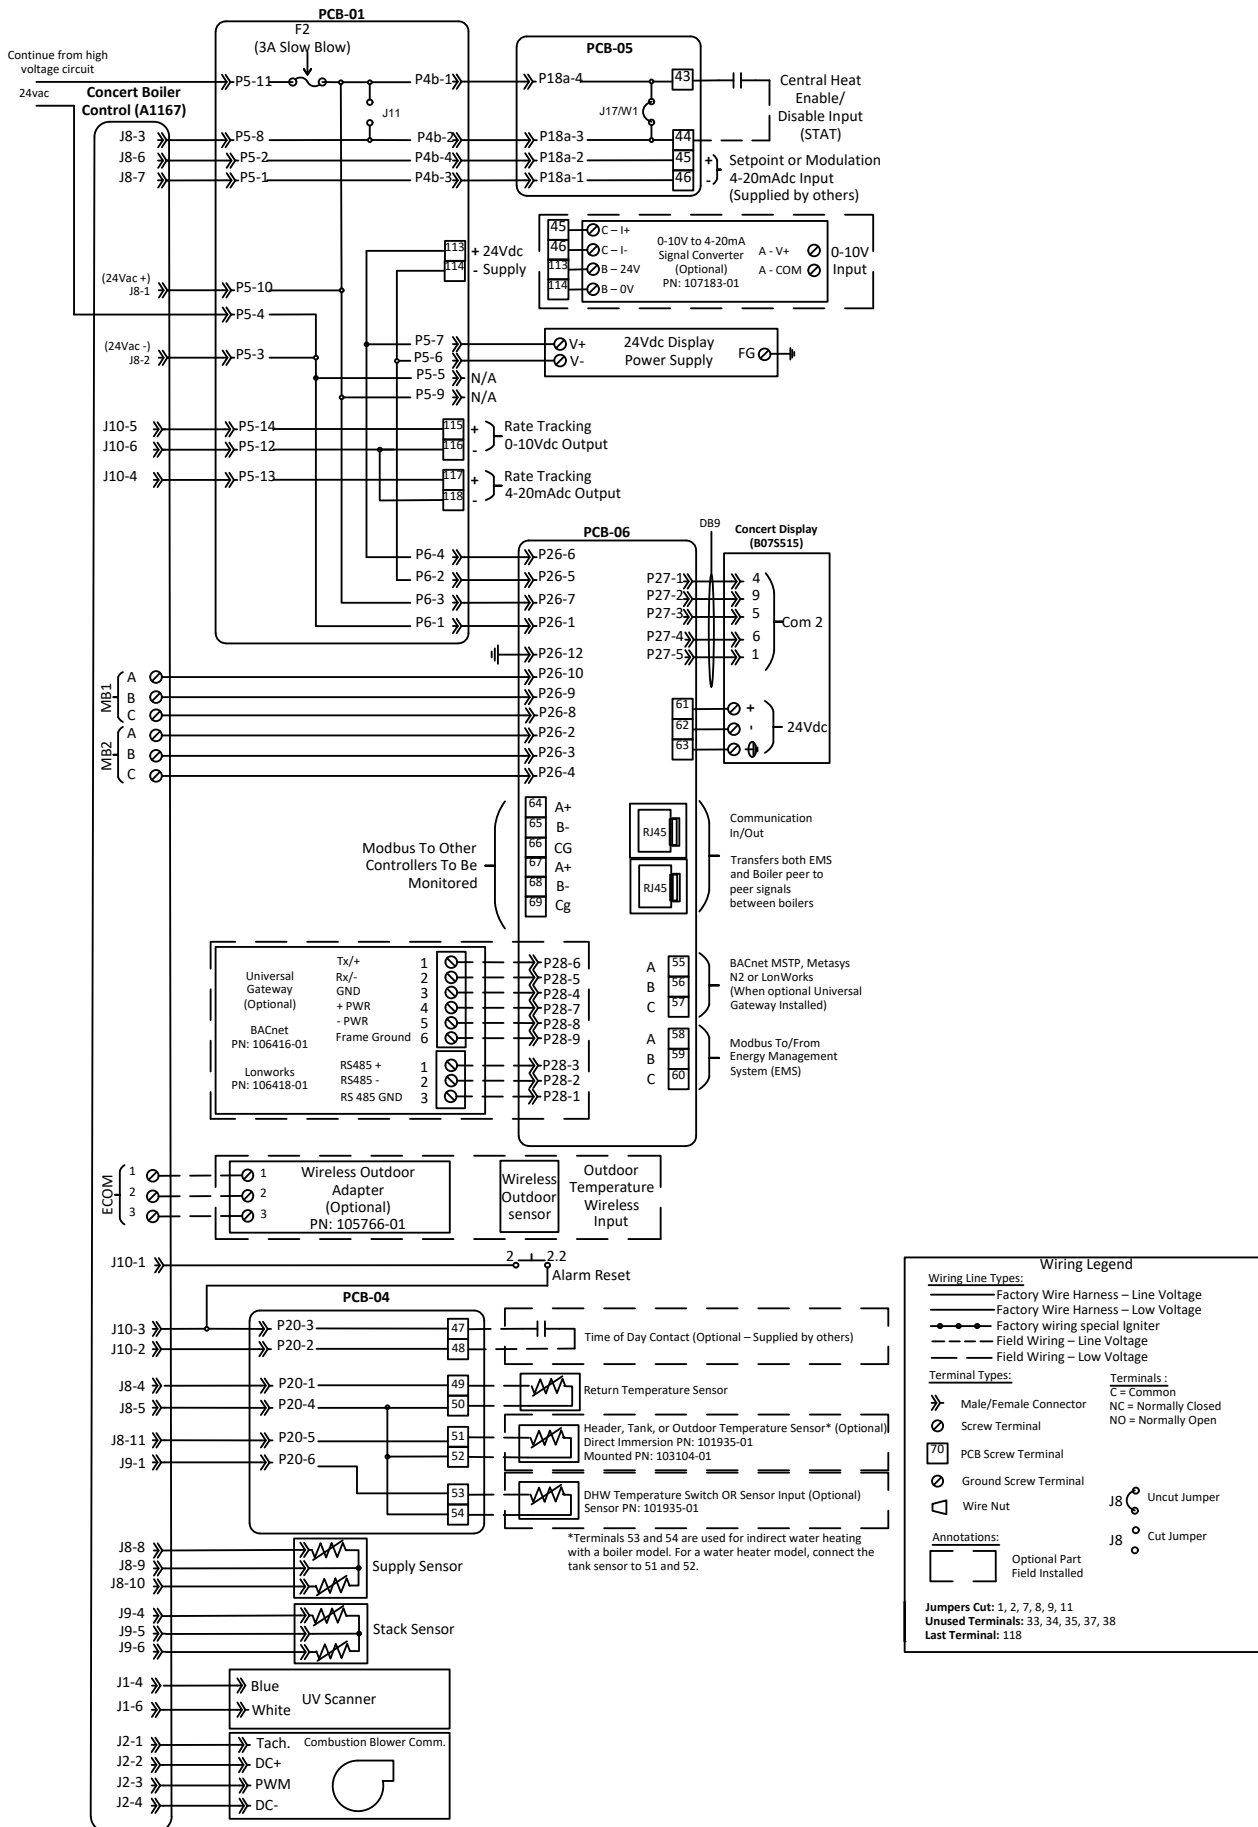 PCB-01
F2
(3A Slow Blow)
PCB-05
Continue from high
voltage circuit
24vac
Concert Boiler
Control (A1167)
P5-11
P4b-1
P18a-4
43
Central Heat
Enable/
Disable Input
(STAT)
J11
J17/W1
J8-3
P5-8
P4b-2
P18a-3
44
J8-6
P5-2
P4b-4
P18a-2
45
+
Setpoint or Modulation
4-20mAdc Input
(Supplied by others)
J8-7
P5-1
P4b-3
P18a-1
46
-
113
+ 24Vdc
114
- Supply
45
C – I+
46
C – I-
113
B – 24V
114
B – 0V
0-10V to 4-20mA
Signal Converter
(Optional)
PN: 107183-01
A - V+
A - COM
0-10V
Input
(24Vac +)
J8-1
P5-10
P5-4
(24Vac -)
J8-2
P5-3
P5-7
V+
P5-6
V-
24Vdc Display
Power Supply
FG
P5-5
N/A
P5-9
N/A
J10-5
P5-14
115
+
J10-6
P5-12
116
-
Rate Tracking
0-10Vdc Output
J10-4
P5-13
117
+
118
-
Rate Tracking
4-20mAdc Output
PCB-06
DB9
Concert Display
(B07S515)
P6-4
P26-6
P6-2
P26-5
P6-3
P26-7
P6-1
P26-1
P27-1
4
P27-2
9
P27-3
5
P27-4
6
P27-5
1
Com 2
P26-12
MB1
A
P26-10
B
P26-9
C
P26-8
MB2
A
P26-2
B
P26-3
C
P26-4
61
+
62
-
63
24Vdc
Modbus To Other
Controllers To Be
Monitored
64
A+
65
B-
66
CG
67
A+
68
B-
69
Cg
RJ45
RJ45
Communication
In/Out
Transfers both EMS
and Boiler peer to
peer signals
between boilers
Universal
Gateway
(Optional)
BACnet
PN: 106416-01
Lonworks
PN: 106418-01
Tx/+
1
P28-6
Rx/-
2
P28-5
GND
3
P28-4
+ PWR
4
P28-7
- PWR
5
P28-8
Frame Ground
6
P28-9
RS485 +
1
P28-3
RS485 -
2
P28-2
RS 485 GND
3
P28-1
A
55
B
56
C
57
BACnet MSTP, Metasys
N2 or LonWorks
(When optional Universal
Gateway Installed)
A
58
B
59
C
60
Modbus To/From
Energy Management
System (EMS)
ECOM
1
2
3
1
2
3
Wireless Outdoor
Adapter
(Optional)
PN: 105766-01
Wireless
Outdoor
sensor
Outdoor
Temperature
Wireless
Input
J10-1
2
2.2
Alarm Reset
PCB-04
J10-3
P20-3
47
J10-2
P20-2
48
Time of Day Contact (Optional – Supplied by others)
J8-4
P20-1
49
J8-5
P20-4
50
Return Temperature Sensor
J8-11
P20-5
51
J9-1
P20-6
52
Header, Tank, or Outdoor Temperature Sensor* (Optional)
Direct Immersion PN: 101935-01
Mounted PN: 103104-01
53
54
DHW Temperature Switch OR Sensor Input (Optional)
Sensor PN: 101935-01
*Terminals 53 and 54 are used for indirect water heating
with a boiler model. For a water heater model, connect the
tank sensor to 51 and 52.
J8-8
J8-9
J8-10
Supply Sensor
J9-4
J9-5
J9-6
Stack Sensor
J1-4
Blue
J1-6
White
UV Scanner
J2-1
Tach.
J2-2
DC+
J2-3
PWM
J2-4
DC-
Combustion Blower Comm.
Wiring Legend
Wiring Line Types:
Factory Wire Harness – Line Voltage
Factory Wire Harness – Low Voltage
Factory wiring special Igniter
Field Wiring – Line Voltage
Field Wiring – Low Voltage
Terminal Types:
Male/Female Connector
Screw Terminal
70
PCB Screw Terminal
Ground Screw Terminal
Wire Nut
Terminals :
C = Common
NC = Normally Closed
NO = Normally Open
J8
Uncut Jumper
J8
Cut Jumper
Annotations:
Optional Part
Field Installed
Jumpers Cut: 1, 2, 7, 8, 9, 11
Unused Terminals: 33, 34, 35, 37, 38
Last Terminal: 118